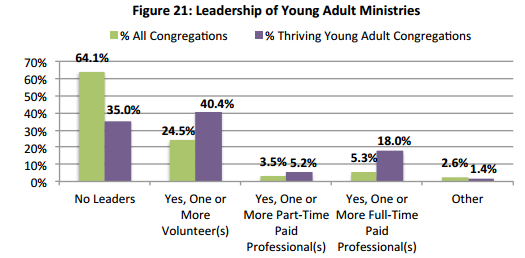 Figure 21: Leadership of Young Adult Ministries
% All Congregations % Thriving Young Adult Congregations
70%
60%
50%
40%
30%
20%
10%
0%
64.1%
35.0%
24.5%
40.4%
3.5% 5.2%
5.3%
18.0%
2.6%
1.4%
No Leaders
Yes, One or
More
Volunteer(s)
Yes, One or
More Part-Time
Paid
Professional(s)
Yes, One or
More Full-Time
Paid
Professional(s)
Other